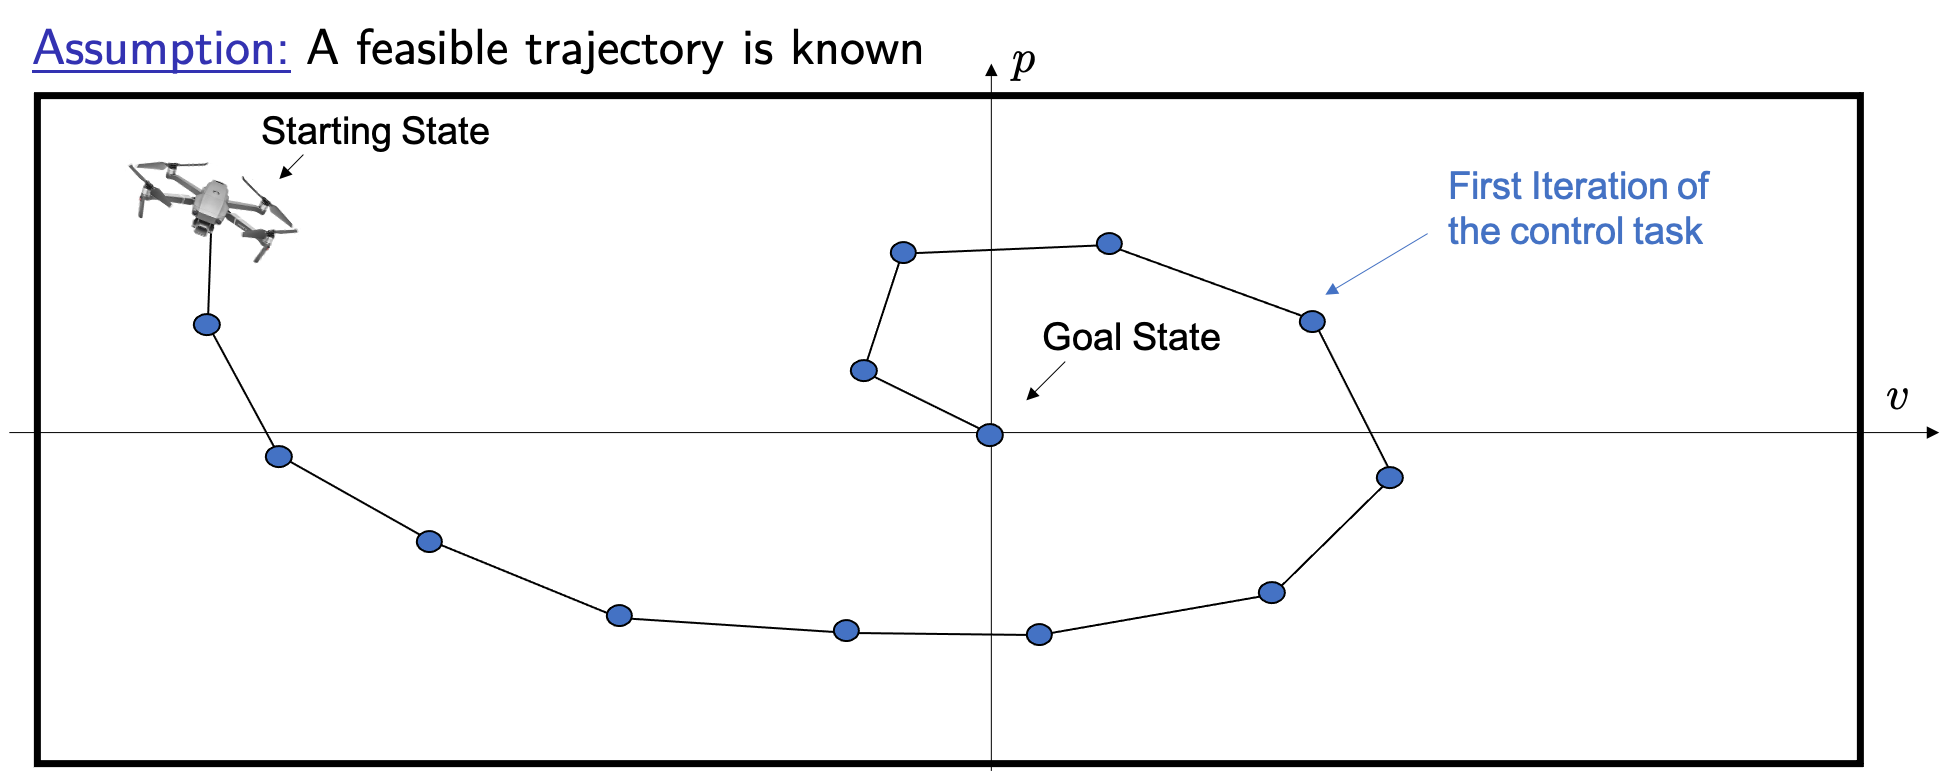 Assumption: A feasible trajectory is known
p
Starting State
First Iteration of
the control task
Goal State
v